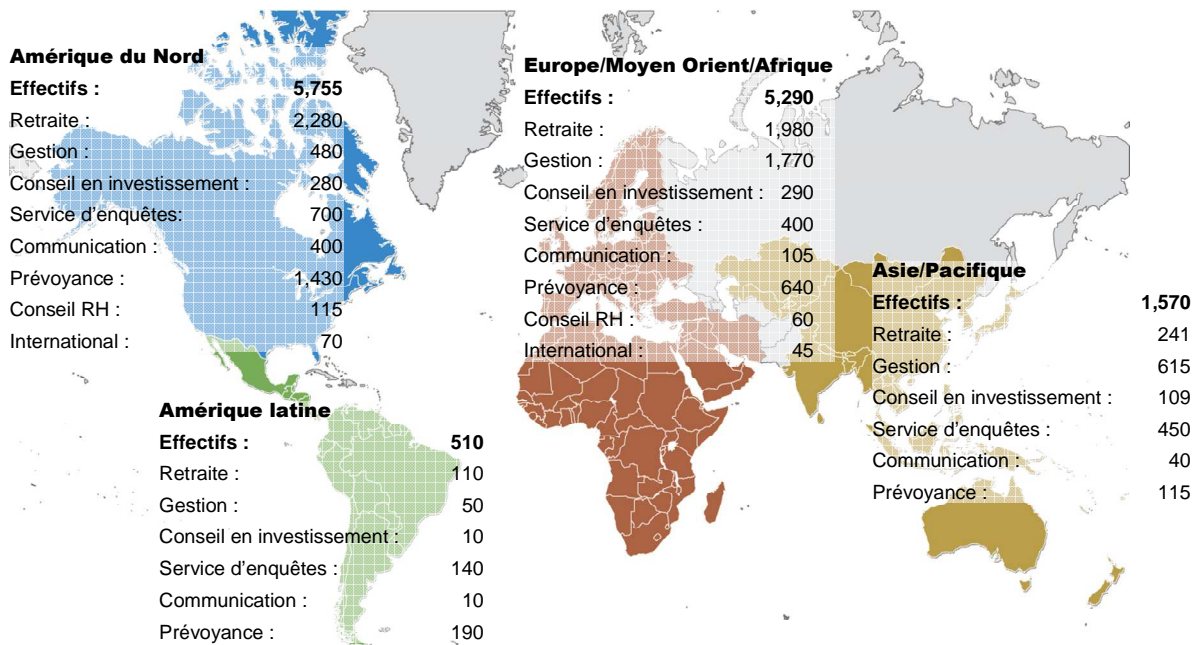 Amérique du Nord
Effectifs : 5,755
Retraite : 2,280
Gestion : 480
Conseil en investissement : 280
Service d'enquêtes: 700
Communication : 400
Prévoyance : 1,430
Conseil RH : 115
International : 70
Europe/Moyen Orient/Afrique
Effectifs : 5,290
Retraite : 1,980
Gestion : 1,770
Conseil en investissement : 290
Service d'enquêtes : 400
Communication : 105
Prévoyance : 640
Conseil RH : 60
International : 45
Asie/Pacifique
Effectifs : 1,570
Retraite : 241
Gestion : 615
Conseil en investissement : 109
Service d'enquêtes : 450
Communication : 40
Prévoyance : 115
Amérique latine
Effectifs : 510
Retraite : 110
Gestion : 50
Conseil en investissement : 10
Service d'enquêtes : 140
Communication : 10
Prévoyance : 190